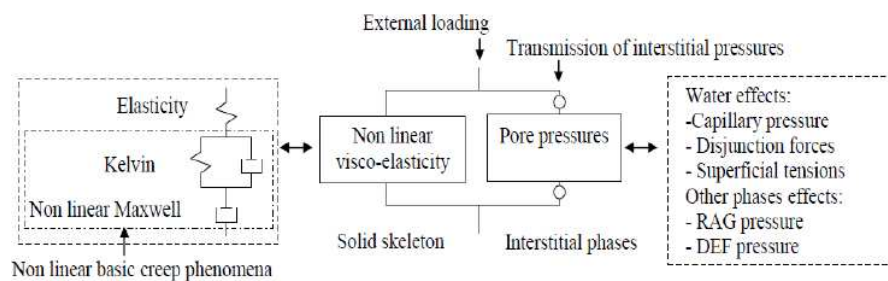 External loading
Transmission of interstitial pressures
Elasticity
Kelvin
Non linear Maxwell
Non linear basic creep phenomena
Non linear
visco-elasticity
Solid skeleton
Pore pressures
Interstitial phases
Water effects:
-Capillary pressure
- Disjunction forces
- Superficial tensions
Other phases effects:
- RAG pressure
- DEF pressure